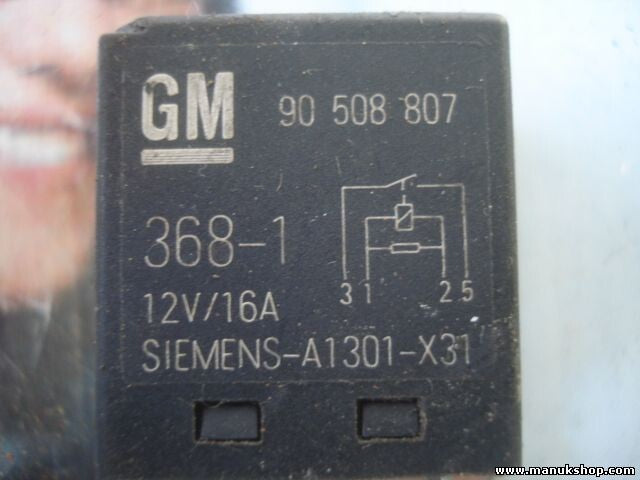 GM 90 508 807
368-1
31 25
12V/16A
SIEMENS-A1301-X31
www.manukshop.com